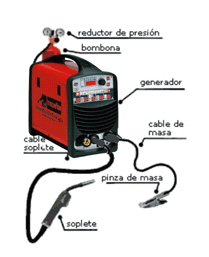 reductor de presión
bombona
generador
cable
soplete
cable de
masa
pinza de masa
soplete